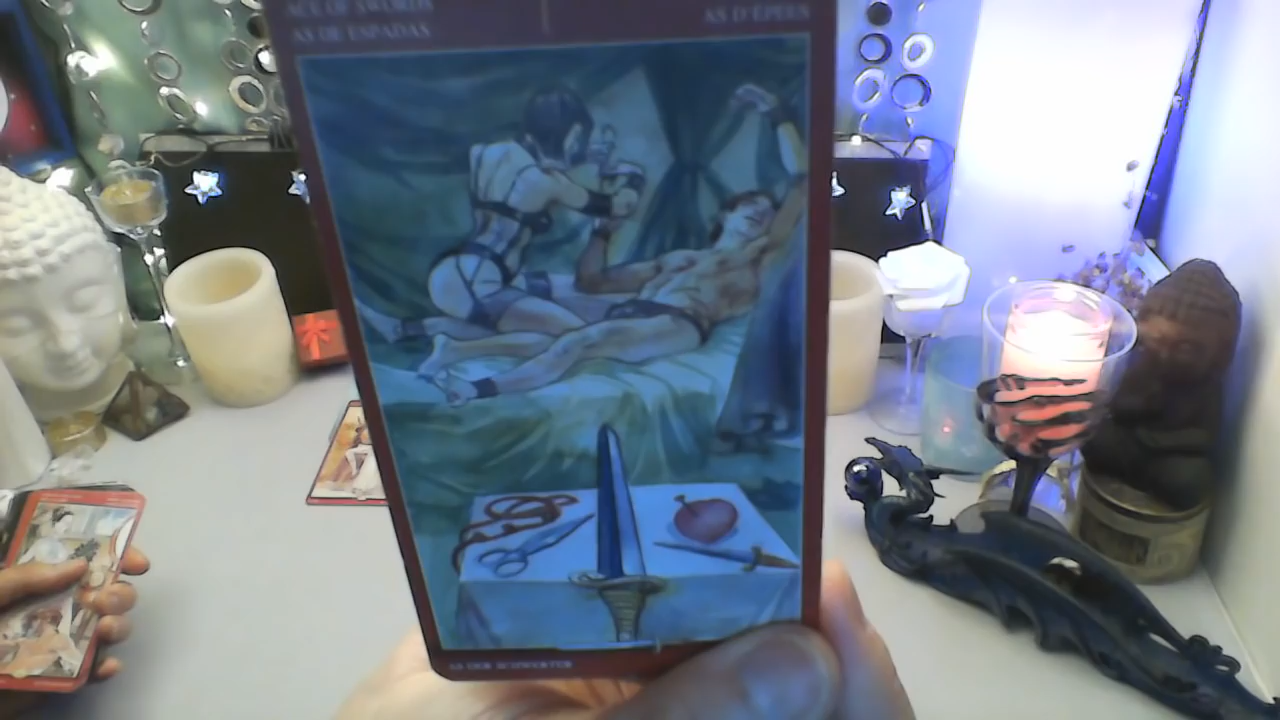 ACE OF SWORDS
AS DE ESPADAS
AS D'ÉPÉES
AS DER SCHWERTER